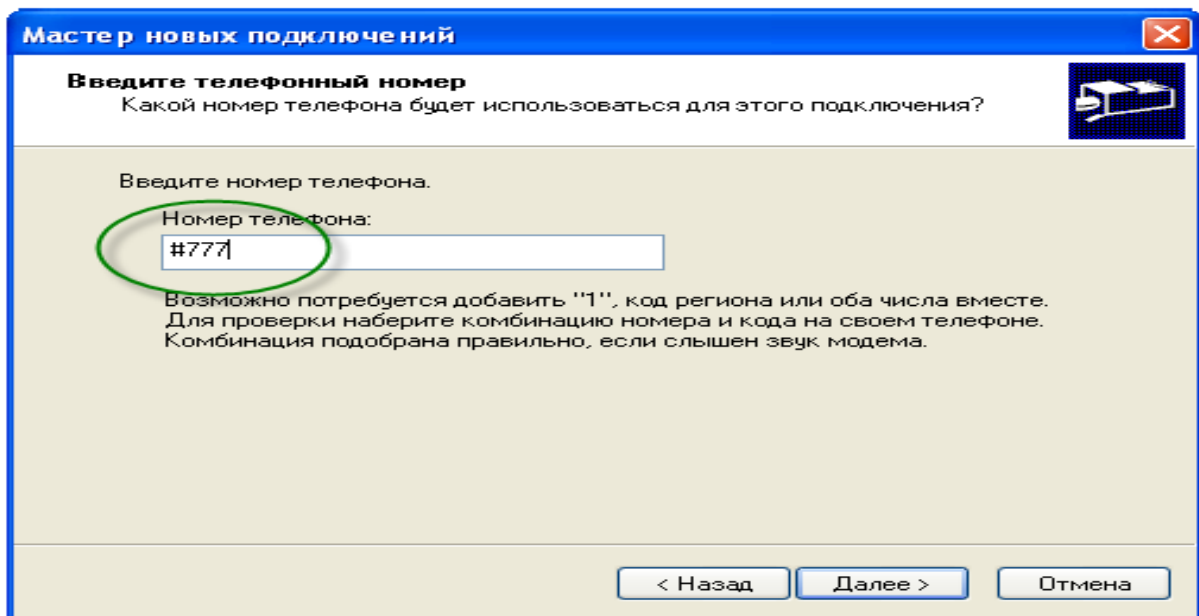 Мастер новых подключений
Введите телефонный номер
Какой номер телефона будет использоваться для этого подключения?
Введите номер телефона.
Номер телефона:
#777
Возможно потребуется добавить "1", код региона или оба числа вместе.
Для проверки наберите комбинацию номера и кода на своем телефоне.
Комбинация подобрана правильно, если слышен звук модема.
< Назад Далее > Отмена